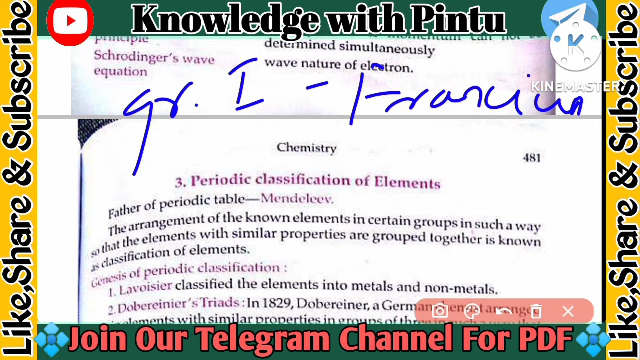 Knowledge with Pintu
Like,Share & Subscribe
Like,Share & Subscribe
KINEMASTER
principle
determined simultaneously
Schrodinger's wave
wave nature of electron.
equation
gr. I - Francium
Chemistry
481
3. Periodic classification of Elements
Father of periodic table—Mendeleev.
The arrangement of the known elements in certain groups in such a way
so that the elements with similar properties are grouped together is known
as classification of elements.
Genesis of periodic classification :
1. Lavoisier classified the elements into metals and non-metals.
2. Dobereiner's Triads : In 1829, Dobereiner, a German
elements with similar properties in groups of three
Join Our Telegram Channel For PDF